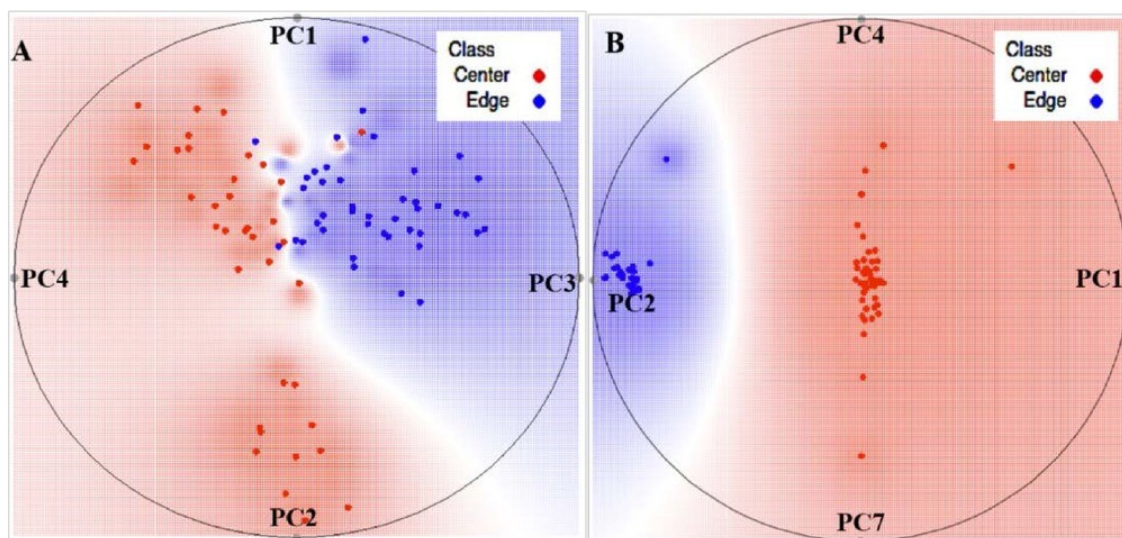 A
PC1
Class
Center
Edge
PC4
PC3
PC2
B
PC4
Class
Center
Edge
PC2
PC1
PC7